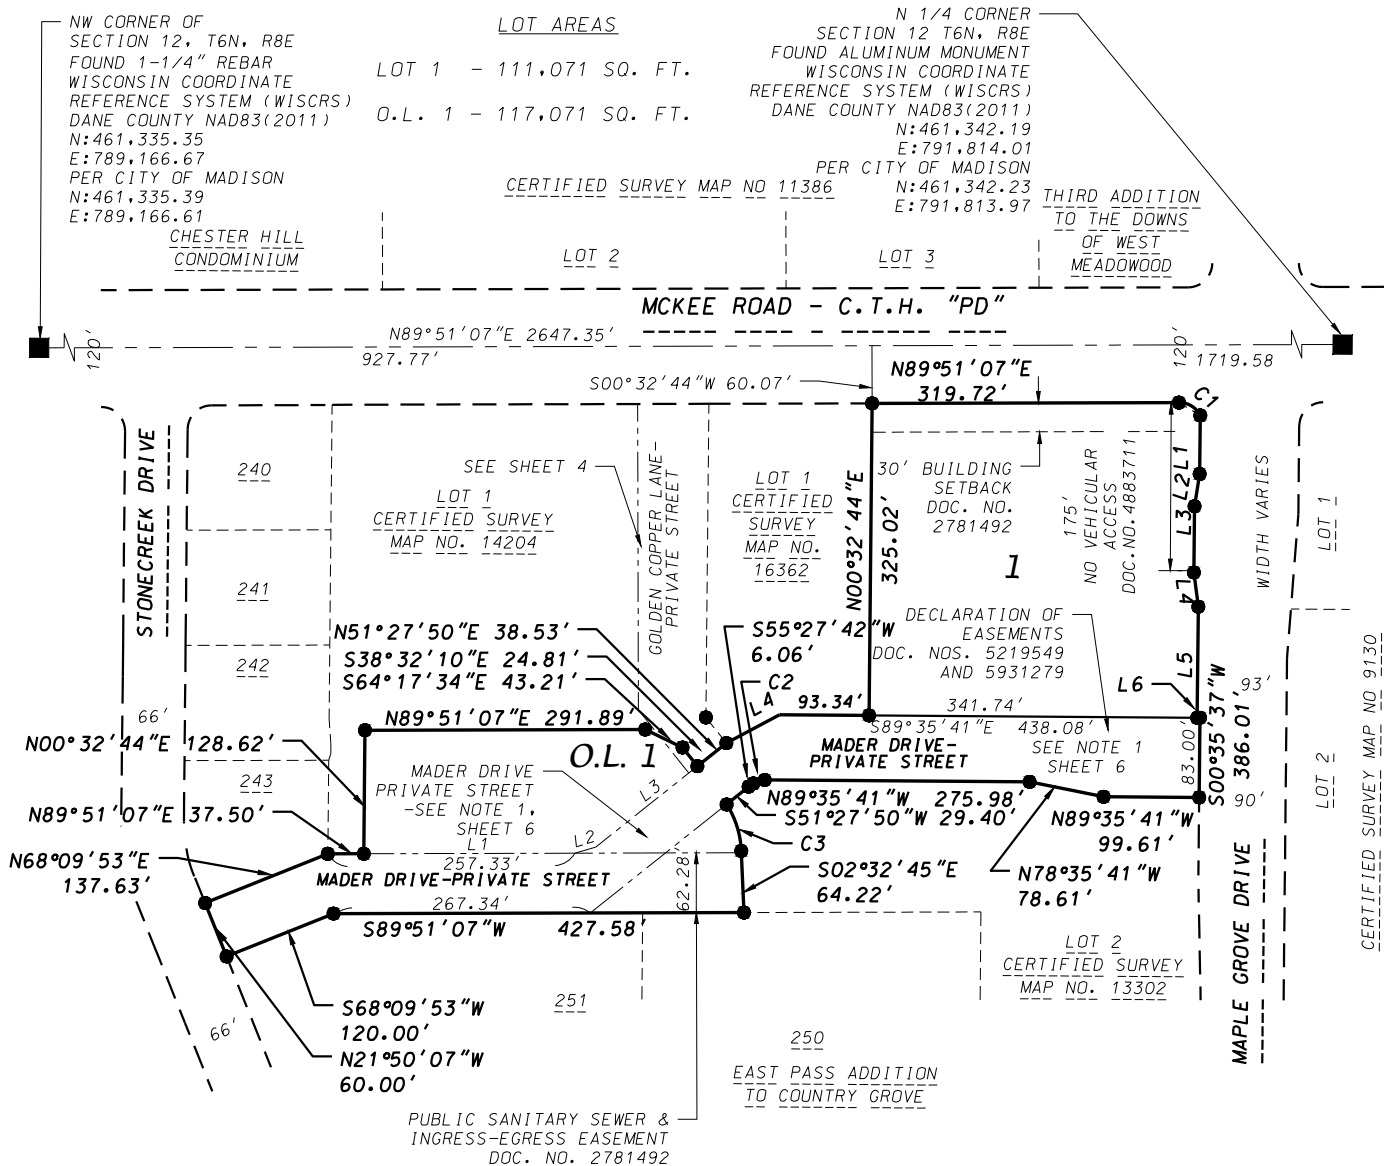 NW CORNER OF
SECTION 12, T6N, R8E
FOUND 1-1/4" REBAR
WISCONSIN COORDINATE
REFERENCE SYSTEM (WISCRS)
DANE COUNTY NAD83(2011)
N:461,335.35
E:789,166.67
PER CITY OF MADISON
N:461,335.39
E:789,166.61
LOT AREAS
LOT 1 - 111,071 SQ. FT.
O.L. 1 - 117,071 SQ. FT.
N 1/4 CORNER
SECTION 12 T6N, R8E
FOUND ALUMINUM MONUMENT
WISCONSIN COORDINATE
REFERENCE SYSTEM (WISCRS)
DANE COUNTY NAD83(2011)
N:461,342.19
E:791,814.01
PER CITY OF MADISON
N:461,342.23
E:791,813.97
CERTIFIED SURVEY MAP NO 11386
CHESTER HILL
CONDOMINIUM
LOT 2
LOT 3
THIRD ADDITION
TO THE DOWNS
OF WEST
MEADOWOOD
MCKEE ROAD - C.T.H. "PD"
N89°51'07"E 2647.35'
120'
927.77'
120'
1719.58
S00°32'44"W 60.07'
N89°51'07"E
319.72'
C1
STONECREEK DRIVE
240
241
242
243
66'
SEE SHEET 4
LOT 1
CERTIFIED SURVEY
MAP NO. 14204
GOLDEN COPPER LANE-
PRIVATE STREET
LOT 1
CERTIFIED
SURVEY
MAP NO.
16362
N00°32'44"E
325.02'
30' BUILDING
SETBACK
DOC. NO.
2781492
1
175'
NO VEHICULAR
ACCESS
DOC.NO.4883711
L1
L2
L3
L4
L5
L6
WIDTH VARIES
LOT 1
LOT 2
CERTIFIED SURVEY MAP NO 9130
DECLARATION OF
EASEMENTS
DOC. NOS. 5219549
AND 5931279
N51°27'50"E 38.53'
S38°32'10"E 24.81'
S64°17'34"E 43.21'
N89°51'07"E 291.89'
S55°27'42"W
6.06'
C2
L4
93.34'
341.74'
S89°35'41"E 438.08'
MADER DRIVE-
PRIVATE STREET
SEE NOTE 1
SHEET 6
83.00'
S00°35'37"W
386.01'
93'
90'
N00°32'44"E 128.62'
O.L. 1
MADER DRIVE
PRIVATE STREET
-SEE NOTE 1,
SHEET 6
L3
L2
L1
N89°35'41"W 275.98'
S51°27'50"W 29.40'
N89°35'41"W
99.61'
N78°35'41"W
78.61'
C3
N89°51'07"E 37.50'
N68°09'53"E
137.63'
257.33'
MADER DRIVE-PRIVATE STREET
267.34'
62.28'
S02°32'45"E
64.22'
S89°51'07"W 427.58'
S68°09'53"W
120.00'
N21°50'07"W
60.00'
66'
251
LOT 2
CERTIFIED SURVEY
MAP NO. 13302
MAPLE GROVE DRIVE
250
EAST PASS ADDITION
TO COUNTRY GROVE
PUBLIC SANITARY SEWER &
INGRESS-EGRESS EASEMENT
DOC. NO. 2781492